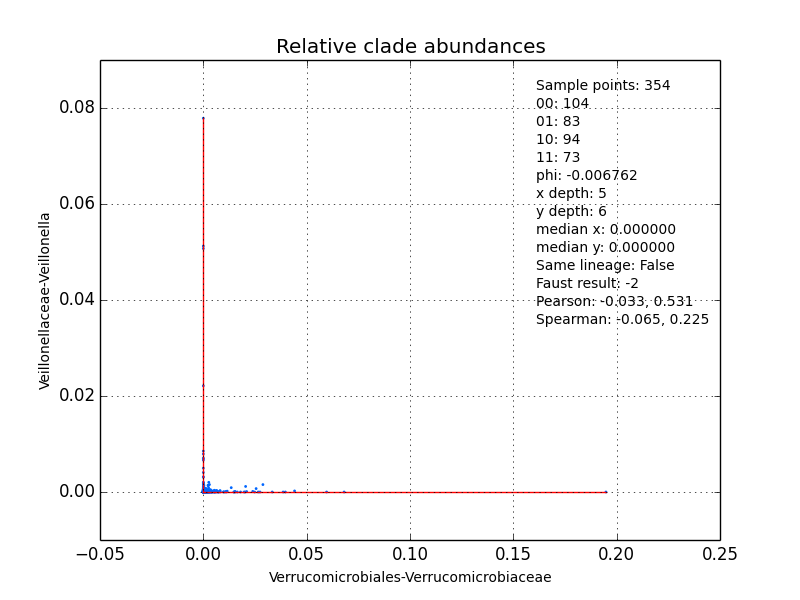 Relative clade abundances
Sample points: 354
00: 104
01: 83
10: 94
11: 73
phi: -0.006762
x depth: 5
y depth: 6
median x: 0.000000
median y: 0.000000
Same lineage: False
Faust result: -2
Pearson: -0.033, 0.531
Spearman: -0.065, 0.225
0.08
0.06
0.04
0.02
0.00
Veillonellaceae-Veillonella
−0.05 0.00 0.05 0.10 0.15 0.20 0.25
Verrucomicrobiales-Verrucomicrobiaceae